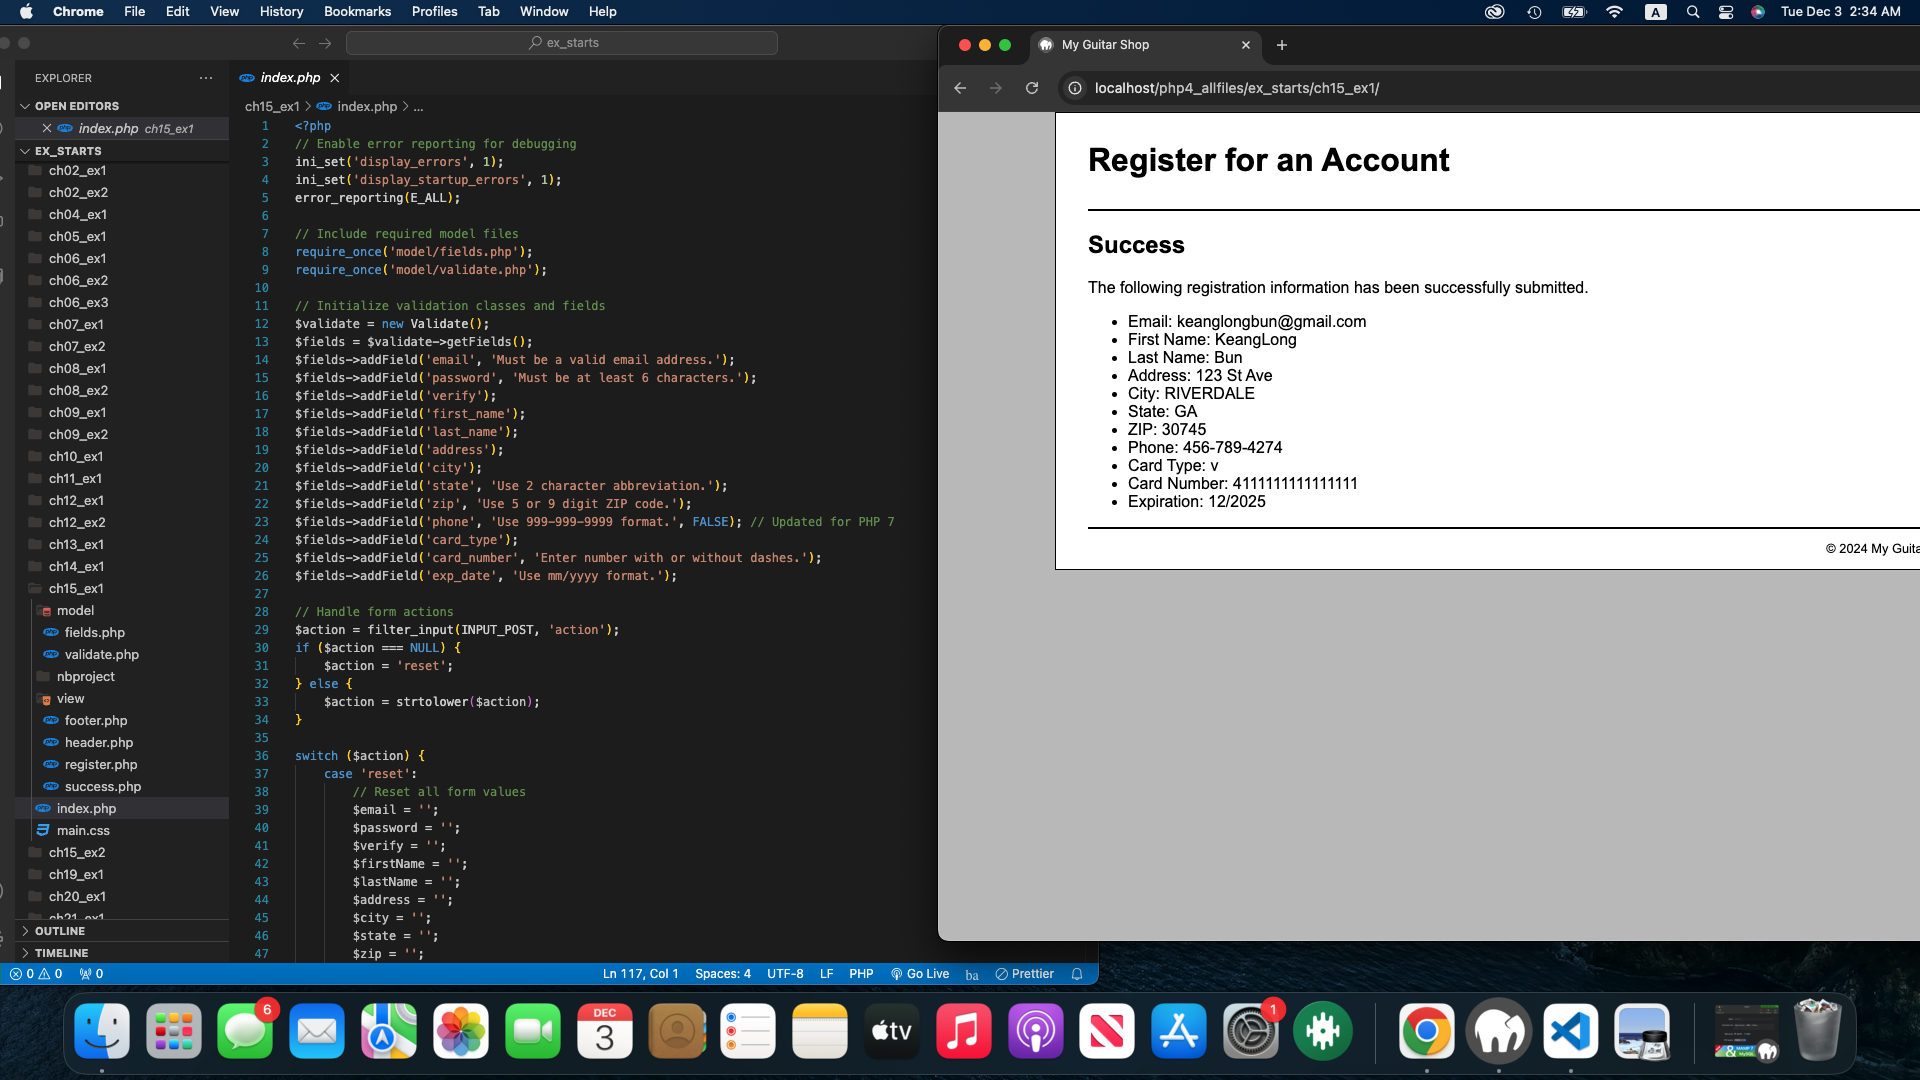 Chrome File Edit View History Bookmarks Profiles Tab Window Help
A Tue Dec 3 2:34 AM
ex_starts
EXPLORER
OPEN EDITORS
index.php ch15_ex1
EX_STARTS
ch02_ex1
ch02_ex2
ch04_ex1
ch05_ex1
ch06_ex1
ch06_ex2
ch06_ex3
ch07_ex1
ch07_ex2
ch08_ex1
ch08_ex2
ch09_ex1
ch09_ex2
ch10_ex1
ch11_ex1
ch12_ex1
ch12_ex2
ch13_ex1
ch14_ex1
ch15_ex1
model
fields.php
validate.php
nbproject
view
footer.php
header.php
register.php
success.php
index.php
main.css
ch15_ex2
ch19_ex1
ch20_ex1
ch21_ex1
OUTLINE
TIMELINE
index.php
ch15_ex1 > index.php > ...
1 <?php
2 // Enable error reporting for debugging
3 ini_set('display_errors', 1);
4 ini_set('display_startup_errors', 1);
5 error_reporting(E_ALL);
6
7 // Include required model files
8 require_once('model/fields.php');
9 require_once('model/validate.php');
10
11 // Initialize validation classes and fields
12 $validate = new Validate();
13 $fields = $validate->getFields();
14 $fields->addField('email', 'Must be a valid email address.');
15 $fields->addField('password', 'Must be at least 6 characters.');
16 $fields->addField('verify');
17 $fields->addField('first_name');
18 $fields->addField('last_name');
19 $fields->addField('address');
20 $fields->addField('city');
21 $fields->addField('state', 'Use 2 character abbreviation.');
22 $fields->addField('zip', 'Use 5 or 9 digit ZIP code.');
23 $fields->addField('phone', 'Use 999-999-9999 format.', FALSE); // Updated for PHP 7
24 $fields->addField('card_type');
25 $fields->addField('card_number', 'Enter number with or without dashes.');
26 $fields->addField('exp_date', 'Use mm/yyyy format.');
27
28 // Handle form actions
29 $action = filter_input(INPUT_POST, 'action');
30 if ($action === NULL) {
31 $action = 'reset';
32 } else {
33 $action = strtolower($action);
34 }
35
36 switch ($action) {
37 case 'reset':
38 // Reset all form values
39 $email = '';
40 $password = '';
41 $verify = '';
42 $firstName = '';
43 $lastName = '';
44 $address = '';
45 $city = '';
46 $state = '';
47 $zip = '';
0 0 0 Ln 117, Col 1 Spaces: 4 UTF-8 LF PHP Go Live ba Prettier
My Guitar Shop
localhost/php4_allfiles/ex_starts/ch15_ex1/
Register for an Account
Success
The following registration information has been successfully submitted.
• Email: keanglongbun@gmail.com
• First Name: KeangLong
• Last Name: Bun
• Address: 123 St Ave
• City: RIVERDALE
• State: GA
• ZIP: 30745
• Phone: 456-789-4274
• Card Type: v
• Card Number: 4111111111111111
• Expiration: 12/2025
© 2024 My Guita
6
DEC
3
tv
1